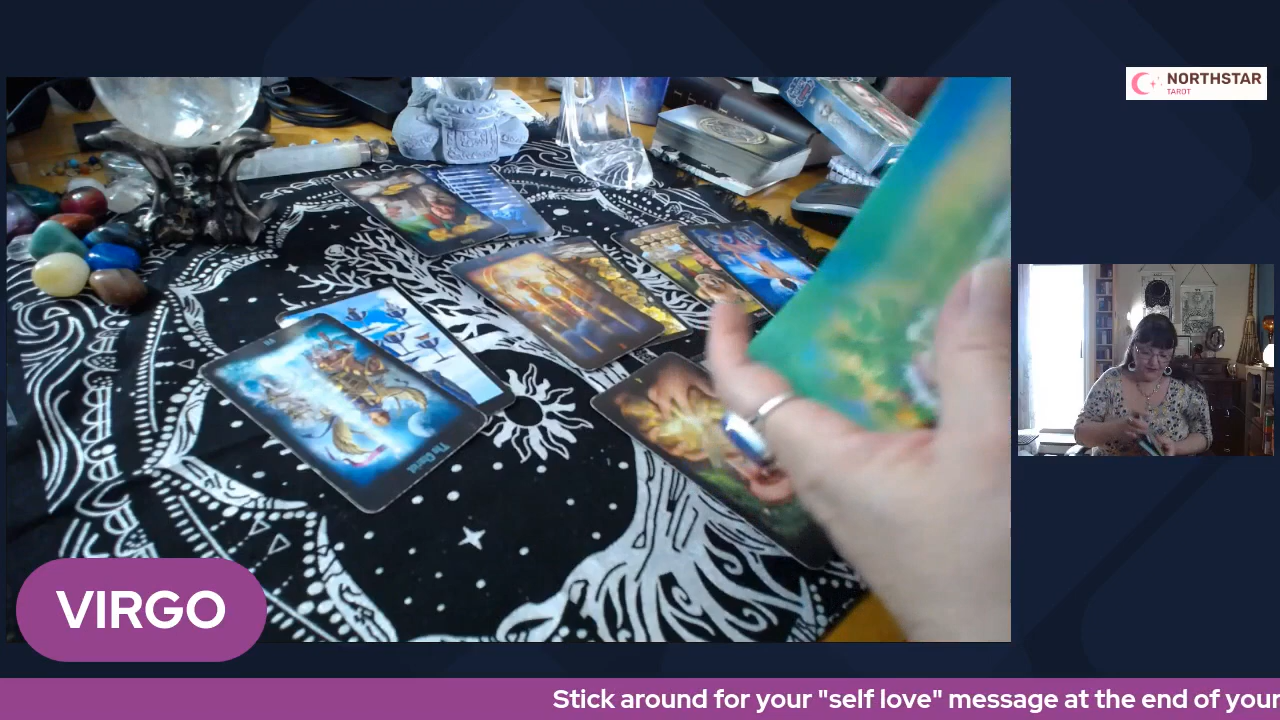 NORTHSTAR
TAROT
The Chariot
VIRGO
Stick around for your "self love" message at the end of your